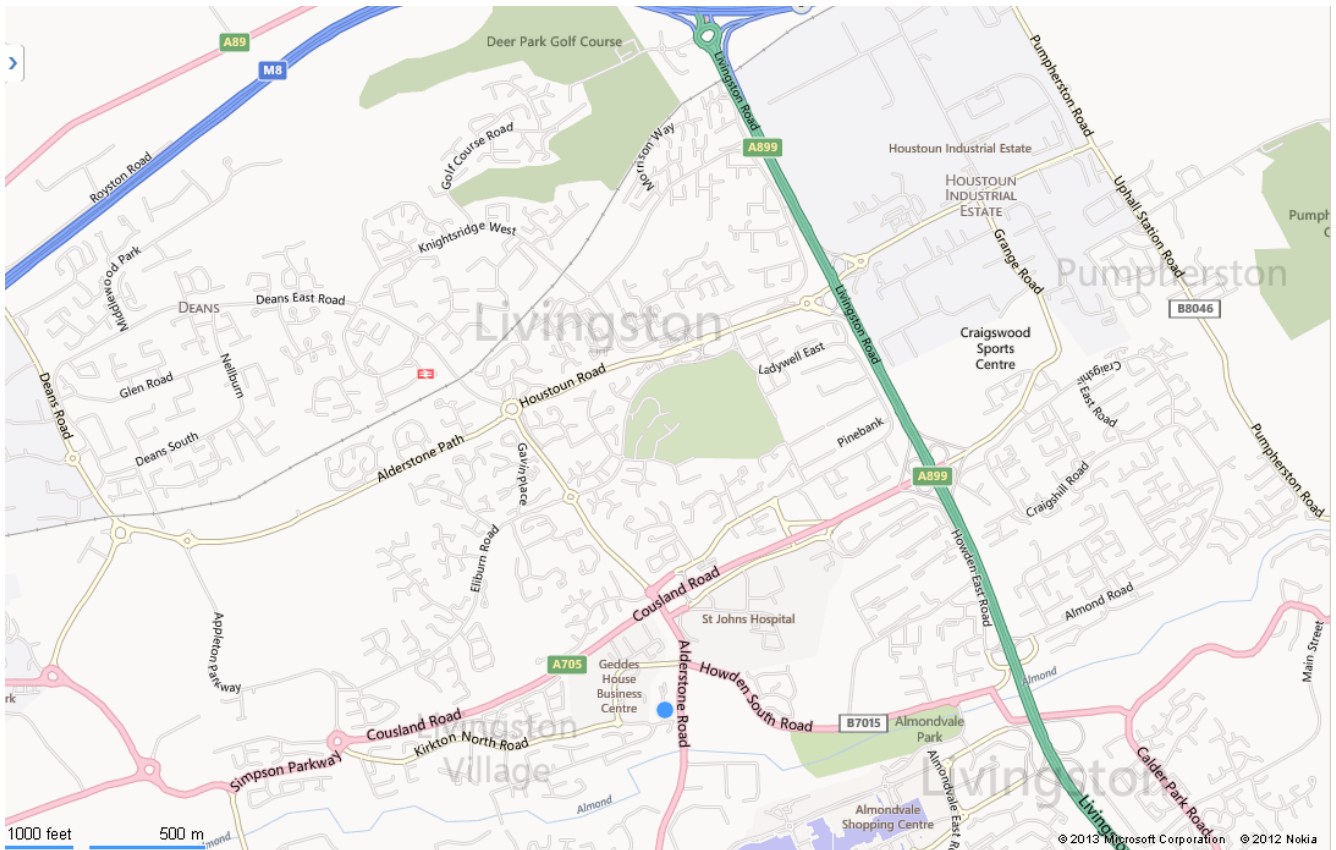 A89
M8
Deer Park Golf Course
Livingston Road
Pumpherston Road
Royston Road
Golf Course Road
Morrison Way
A899
Houstoun Industrial Estate
HOUSTOUN
INDUSTRIAL
ESTATE
Uphall Station Road
Knightsridge West
Grange Road
Middlewood Park
DEANS
Deans East Road
Livingston
Livingston Road
Pumpherston
B8046
Craigswood
Sports
Centre
Ladywell East
Glen Road
Nellburn
Houstoun Road
Deans Road
Deans South
Alderstone Path
Gavin Place
Pinebank
East Road
Pumpherston Road
A899
Craigshill Road
Eliburn Road
Howden East Road
Cousland Road
Almond Road
St Johns Hospital
Appleton Parkway
A705
Geddes
House
Business
Centre
Alderstone Road
Howden South Road
Almond
Main Street
Cousland Road
B7015
Almondvale
Park
Livingston
Village
Kirkton North Road
Simpson Parkway
Livingston
Calder Park Road
Almond
Almondvale East
Almondvale
Shopping Centre
1000 feet
500 m
© 2013 Microsoft Corporation © 2012 Nokia